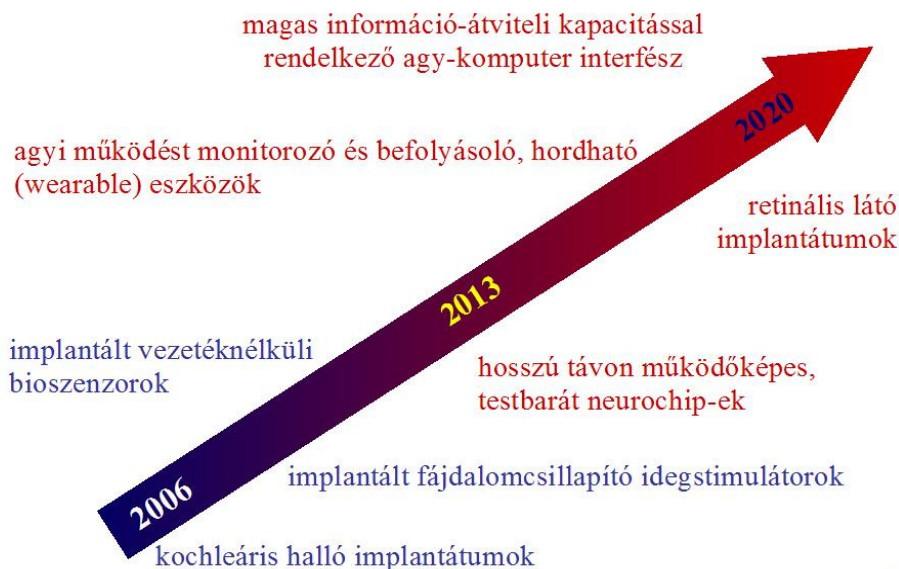 magas információ-átviteli kapacitással
rendelkező agy-komputer interfész
2020
agyi működést monitorozó és befolyásoló, hordható
(wearable) eszközök
retinális látó
implantátumok
2013
implantált vezetéknélküli
bioszenzorok
hosszú távon működőképes,
testbarát neurochip-ek
implantált fájdalomcsillapító idegstimulátorok
2006
kochleáris halló implantátumok